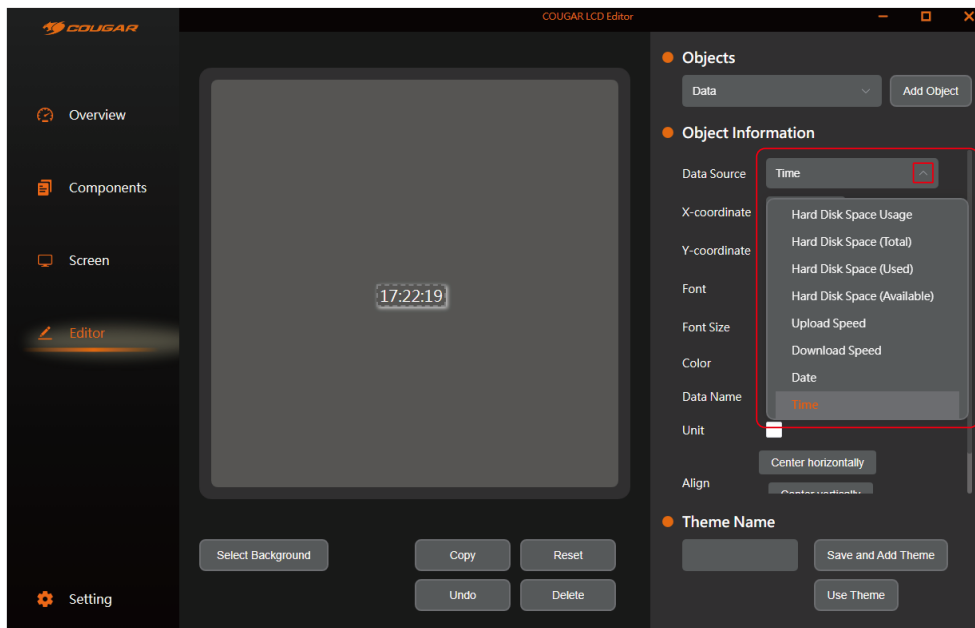 COUGAR
COUGAR LCD Editor
Overview
Components
Screen
Editor
Setting
17:22:19
Select Background
Copy
Reset
Undo
Delete
Objects
Data
Add Object
Object Information
Data Source
Time
X-coordinate
Y-coordinate
Font
Font Size
Color
Data Name
Unit
Align
Hard Disk Space Usage
Hard Disk Space (Total)
Hard Disk Space (Used)
Hard Disk Space (Available)
Upload Speed
Download Speed
Date
Time
Center horizontally
Center vertically
Theme Name
Save and Add Theme
Use Theme